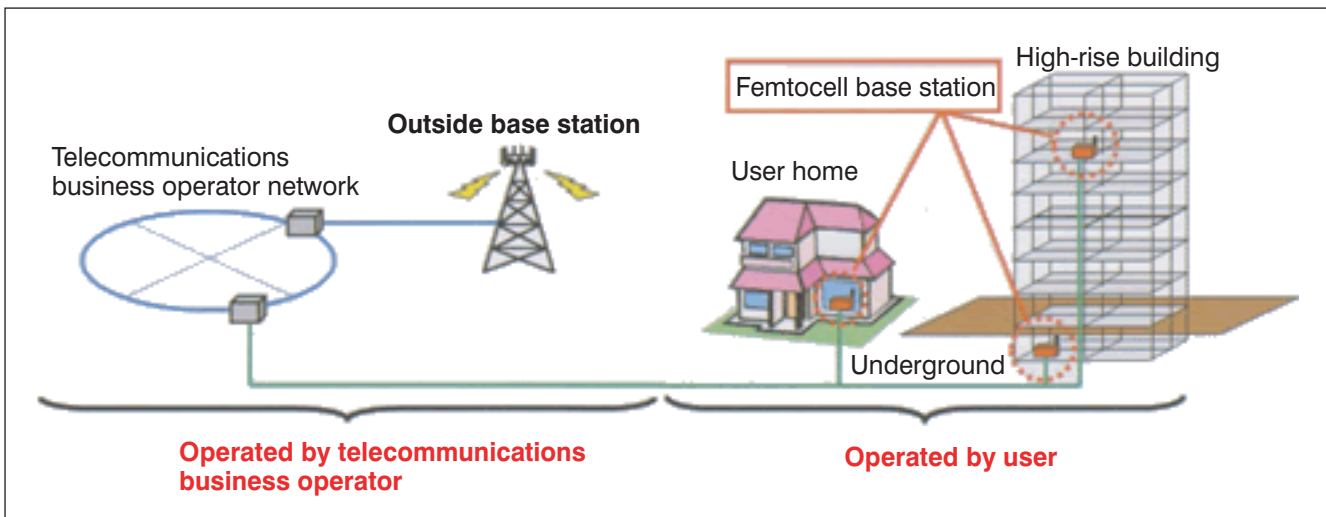 High-rise building
Femtocell base station
Outside base station
Telecommunications
business operator network
User home
Underground
Operated by telecommunications
business operator
Operated by user